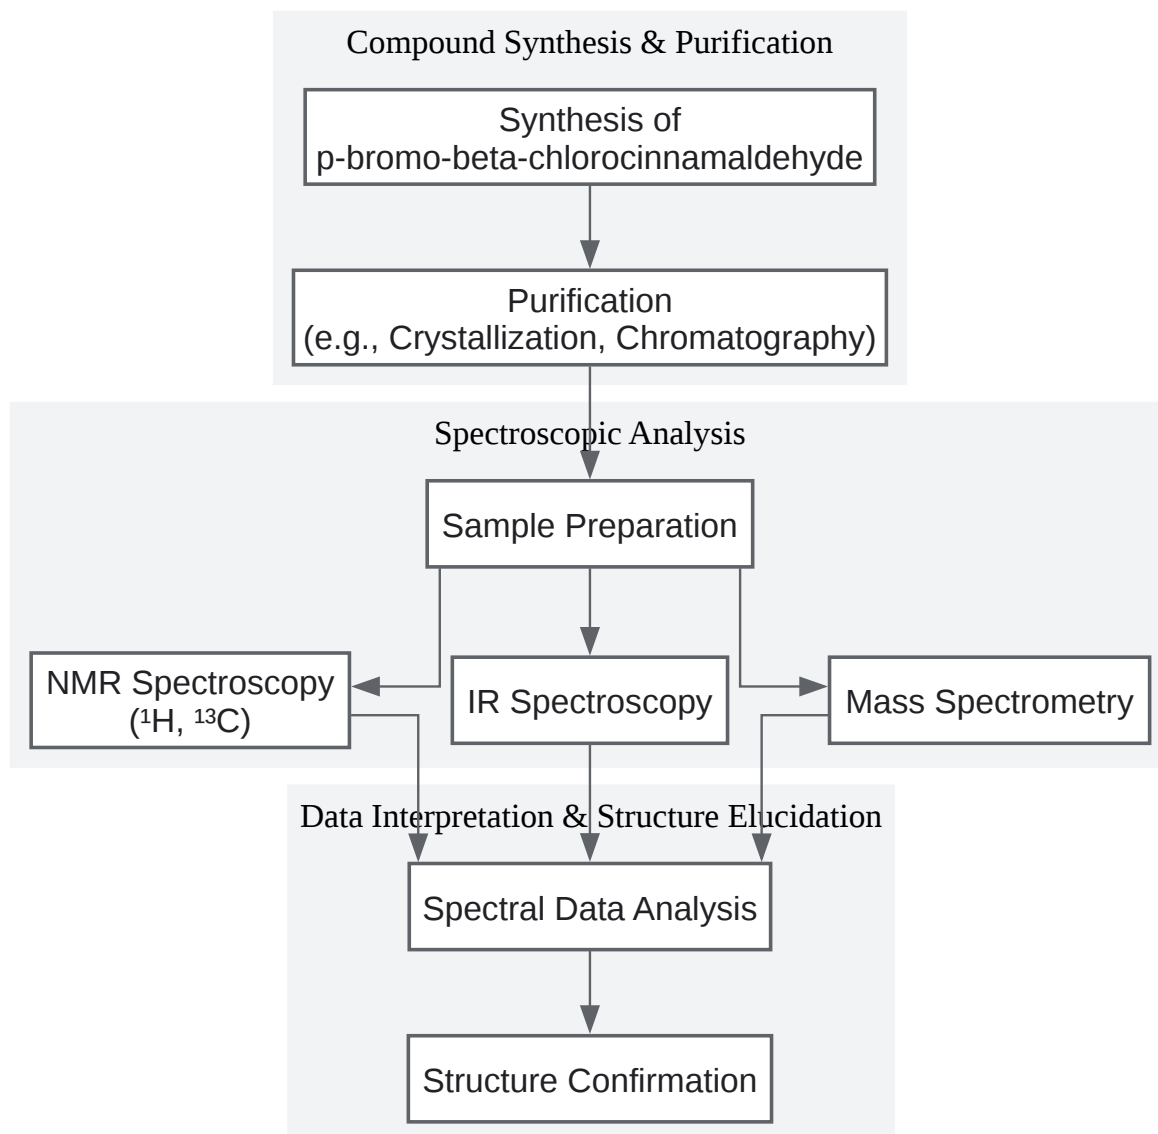 Compound Synthesis & Purification
Synthesis of
p-bromo-beta-chlorocinnamaldehyde
Purification
(e.g., Crystallization, Chromatography)
Spectroscopic Analysis
Sample Preparation
NMR Spectroscopy
(¹H, ¹³C)
IR Spectroscopy
Mass Spectrometry
Data Interpretation & Structure Elucidation
Spectral Data Analysis
Structure Confirmation